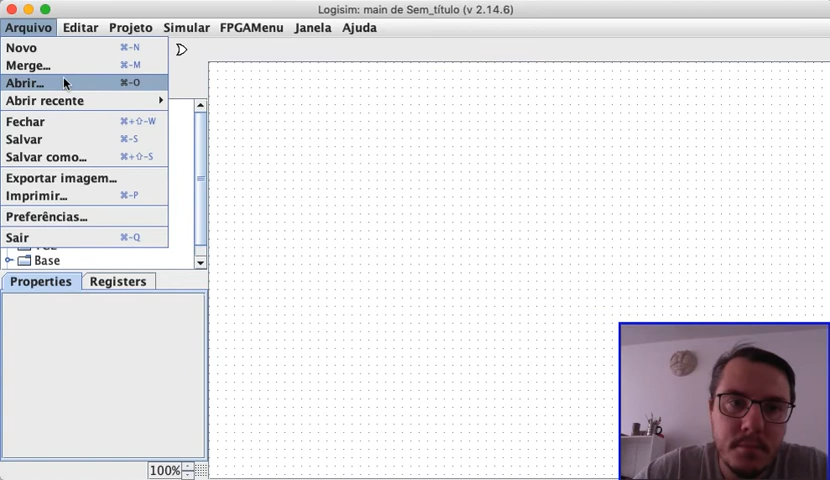 Logisim: main de Sem_título (v 2.14.6)
Arquivo Editar Projeto Simular FPGAMenu Janela Ajuda
Novo ⌘-N
Merge... ⌘-M
Abrir... ⌘-O
Abrir recente
Fechar ⌘+⇧-W
Salvar ⌘-S
Salvar como... ⌘+⇧-S
Exportar imagem...
Imprimir... ⌘-P
Preferências...
Sair ⌘-Q
Base
Properties Registers
100%